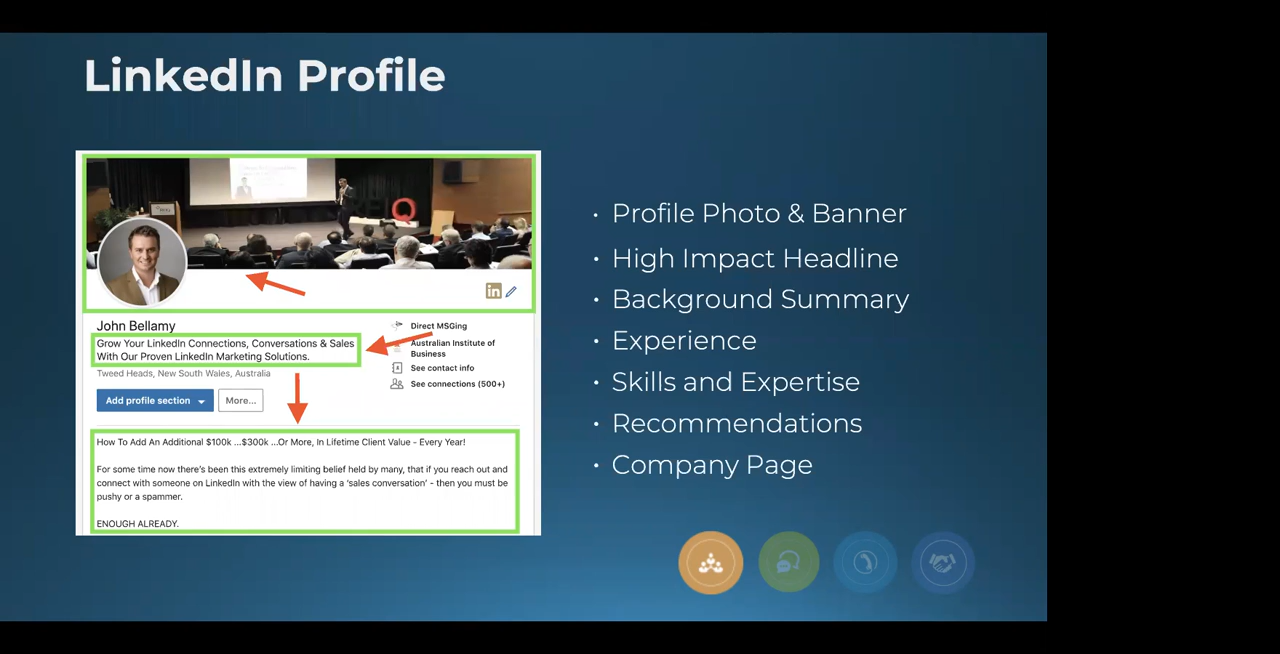 LinkedIn Profile
John Bellamy
Grow Your LinkedIn Connections, Conversations & Sales
With Our Proven LinkedIn Marketing Solutions.
Tweed Heads, New South Wales, Australia
Add profile section
More...
in
Direct MSGing
Australian Institute of
Business
See contact info
See connections (500+)
How To Add An Additional $100k ...$300k ...Or More, In Lifetime Client Value - Every Year!
For some time now there's been this extremely limiting belief held by many, that if you reach out and
connect with someone on LinkedIn with the view of having a 'sales conversation' - then you must be
pushy or a spammer.
ENOUGH ALREADY.
• Profile Photo & Banner
• High Impact Headline
• Background Summary
• Experience
• Skills and Expertise
• Recommendations
• Company Page